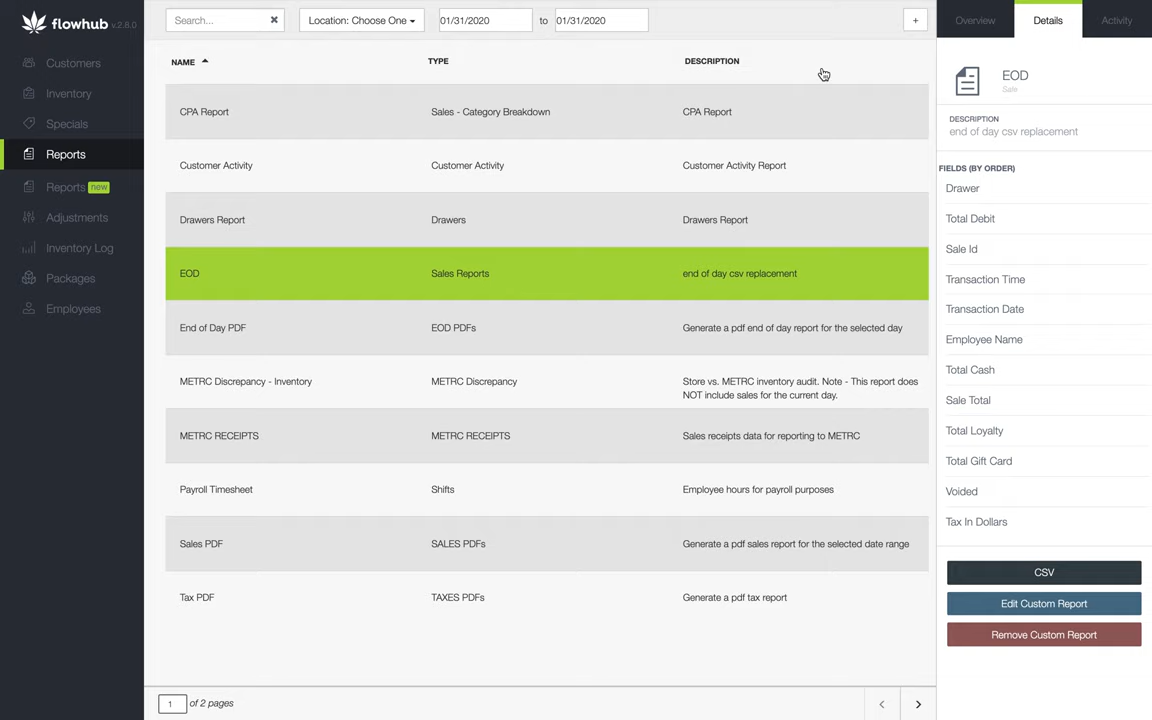 flowhub v.2.8.0
Customers
Inventory
Specials
Reports
Reports new
Adjustments
Inventory Log
Packages
Employees
Search...
Location: Choose One
01/31/2020 to 01/31/2020
+
NAME TYPE DESCRIPTION
CPA Report Sales - Category Breakdown CPA Report
Customer Activity Customer Activity Customer Activity Report
Drawers Report Drawers Drawers Report
EOD Sales Reports end of day csv replacement
End of Day PDF EOD PDFs Generate a pdf end of day report for the selected day
METRC Discrepancy - Inventory METRC Discrepancy Store vs. METRC inventory audit. Note - This report does
NOT include sales for the current day.
METRC RECEIPTS METRC RECEIPTS Sales receipts data for reporting to METRC
Payroll Timesheet Shifts Employee hours for payroll purposes
Sales PDF SALES PDFs Generate a pdf sales report for the selected date range
Tax PDF TAXES PDFs Generate a pdf tax report
1 of 2 pages
Overview Details Activity
EOD
Sale
DESCRIPTION
end of day csv replacement
FIELDS (BY ORDER)
Drawer
Total Debit
Sale Id
Transaction Time
Transaction Date
Employee Name
Total Cash
Sale Total
Total Loyalty
Total Gift Card
Voided
Tax In Dollars
CSV
Edit Custom Report
Remove Custom Report